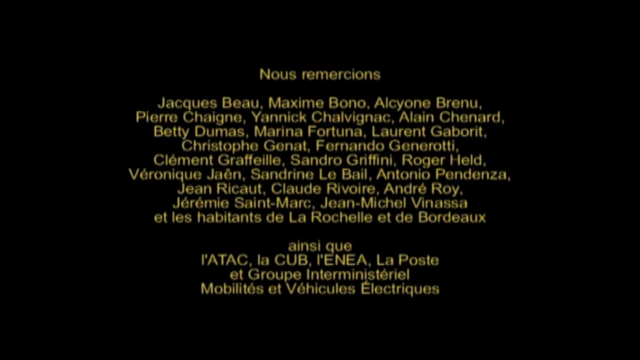 Nous remercions
Jacques Beau, Maxime Bono, Alcyone Brenu,
Pierre Chaigne, Yannick Chalvignac, Alain Chenard,
Betty Dumas, Marina Fortuna, Laurent Gaborit,
Christophe Genat, Fernando Generotti,
Clément Graffeille, Sandro Griffini, Roger Held,
Véronique Jaên, Sandrine Le Bail, Antonio Pendenza,
Jean Ricaut, Claude Rivoire, André Roy,
Jérémie Saint-Marc, Jean-Michel Vinassa
et les habitants de La Rochelle et de Bordeaux
ainsi que
l'ATAC, la CUB, l'ENEA, La Poste
et Groupe Interministériel
Mobilités et Véhicules Électriques